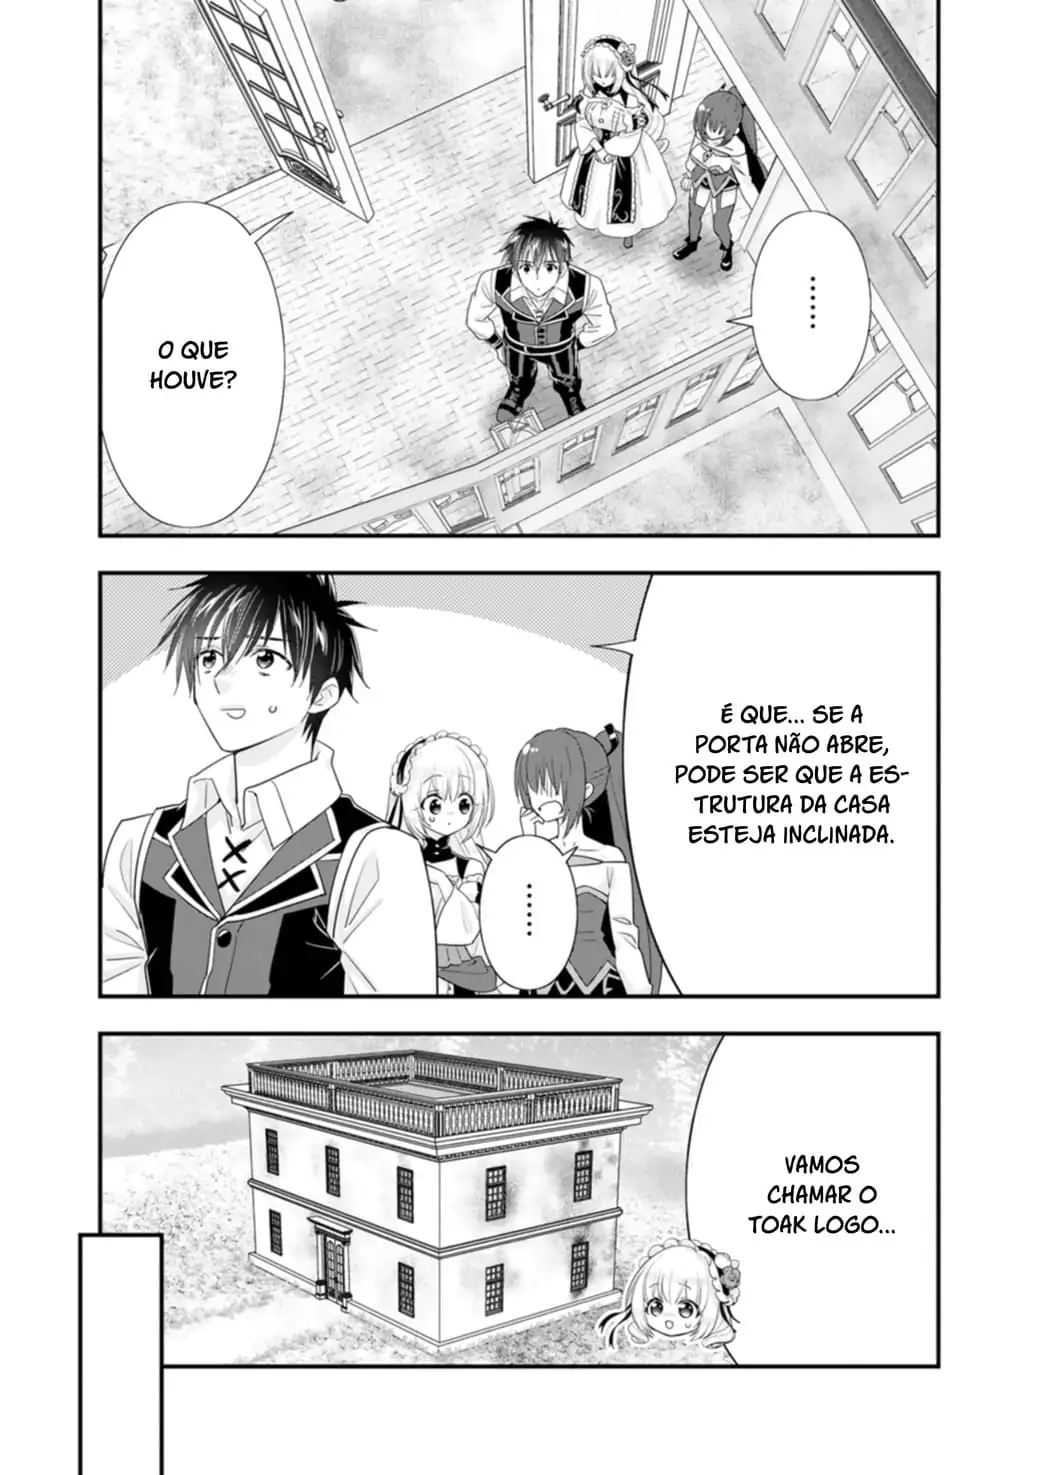 ......
O QUE
HOUVE?
É QUE... SE A
PORTA NÃO ABRE,
PODE SER QUE A ES-
TRUTURA DA CASA
ESTEJA INCLINADA.
......
VAMOS
CHAMAR O
TOAK LOGO...